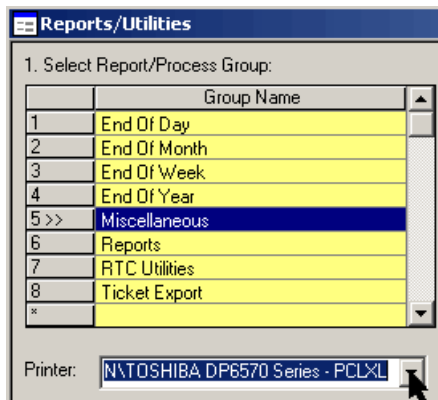 Reports/Utilities
1. Select Report/Process Group:
Group Name
1 End Of Day
2 End Of Month
3 End Of Week
4 End Of Year
5 >> Miscellaneous
6 Reports
7 RTC Utilities
8 Ticket Export
*
Printer: N\TOSHIBA DP6570 Series - PCLXL